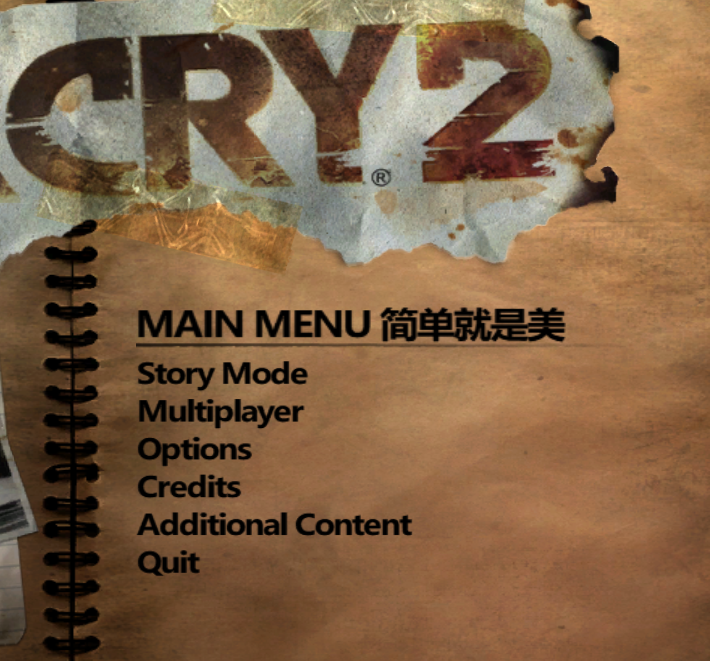 CRY2®
MAIN MENU 简单就是美
Story Mode
Multiplayer
Options
Credits
Additional Content
Quit